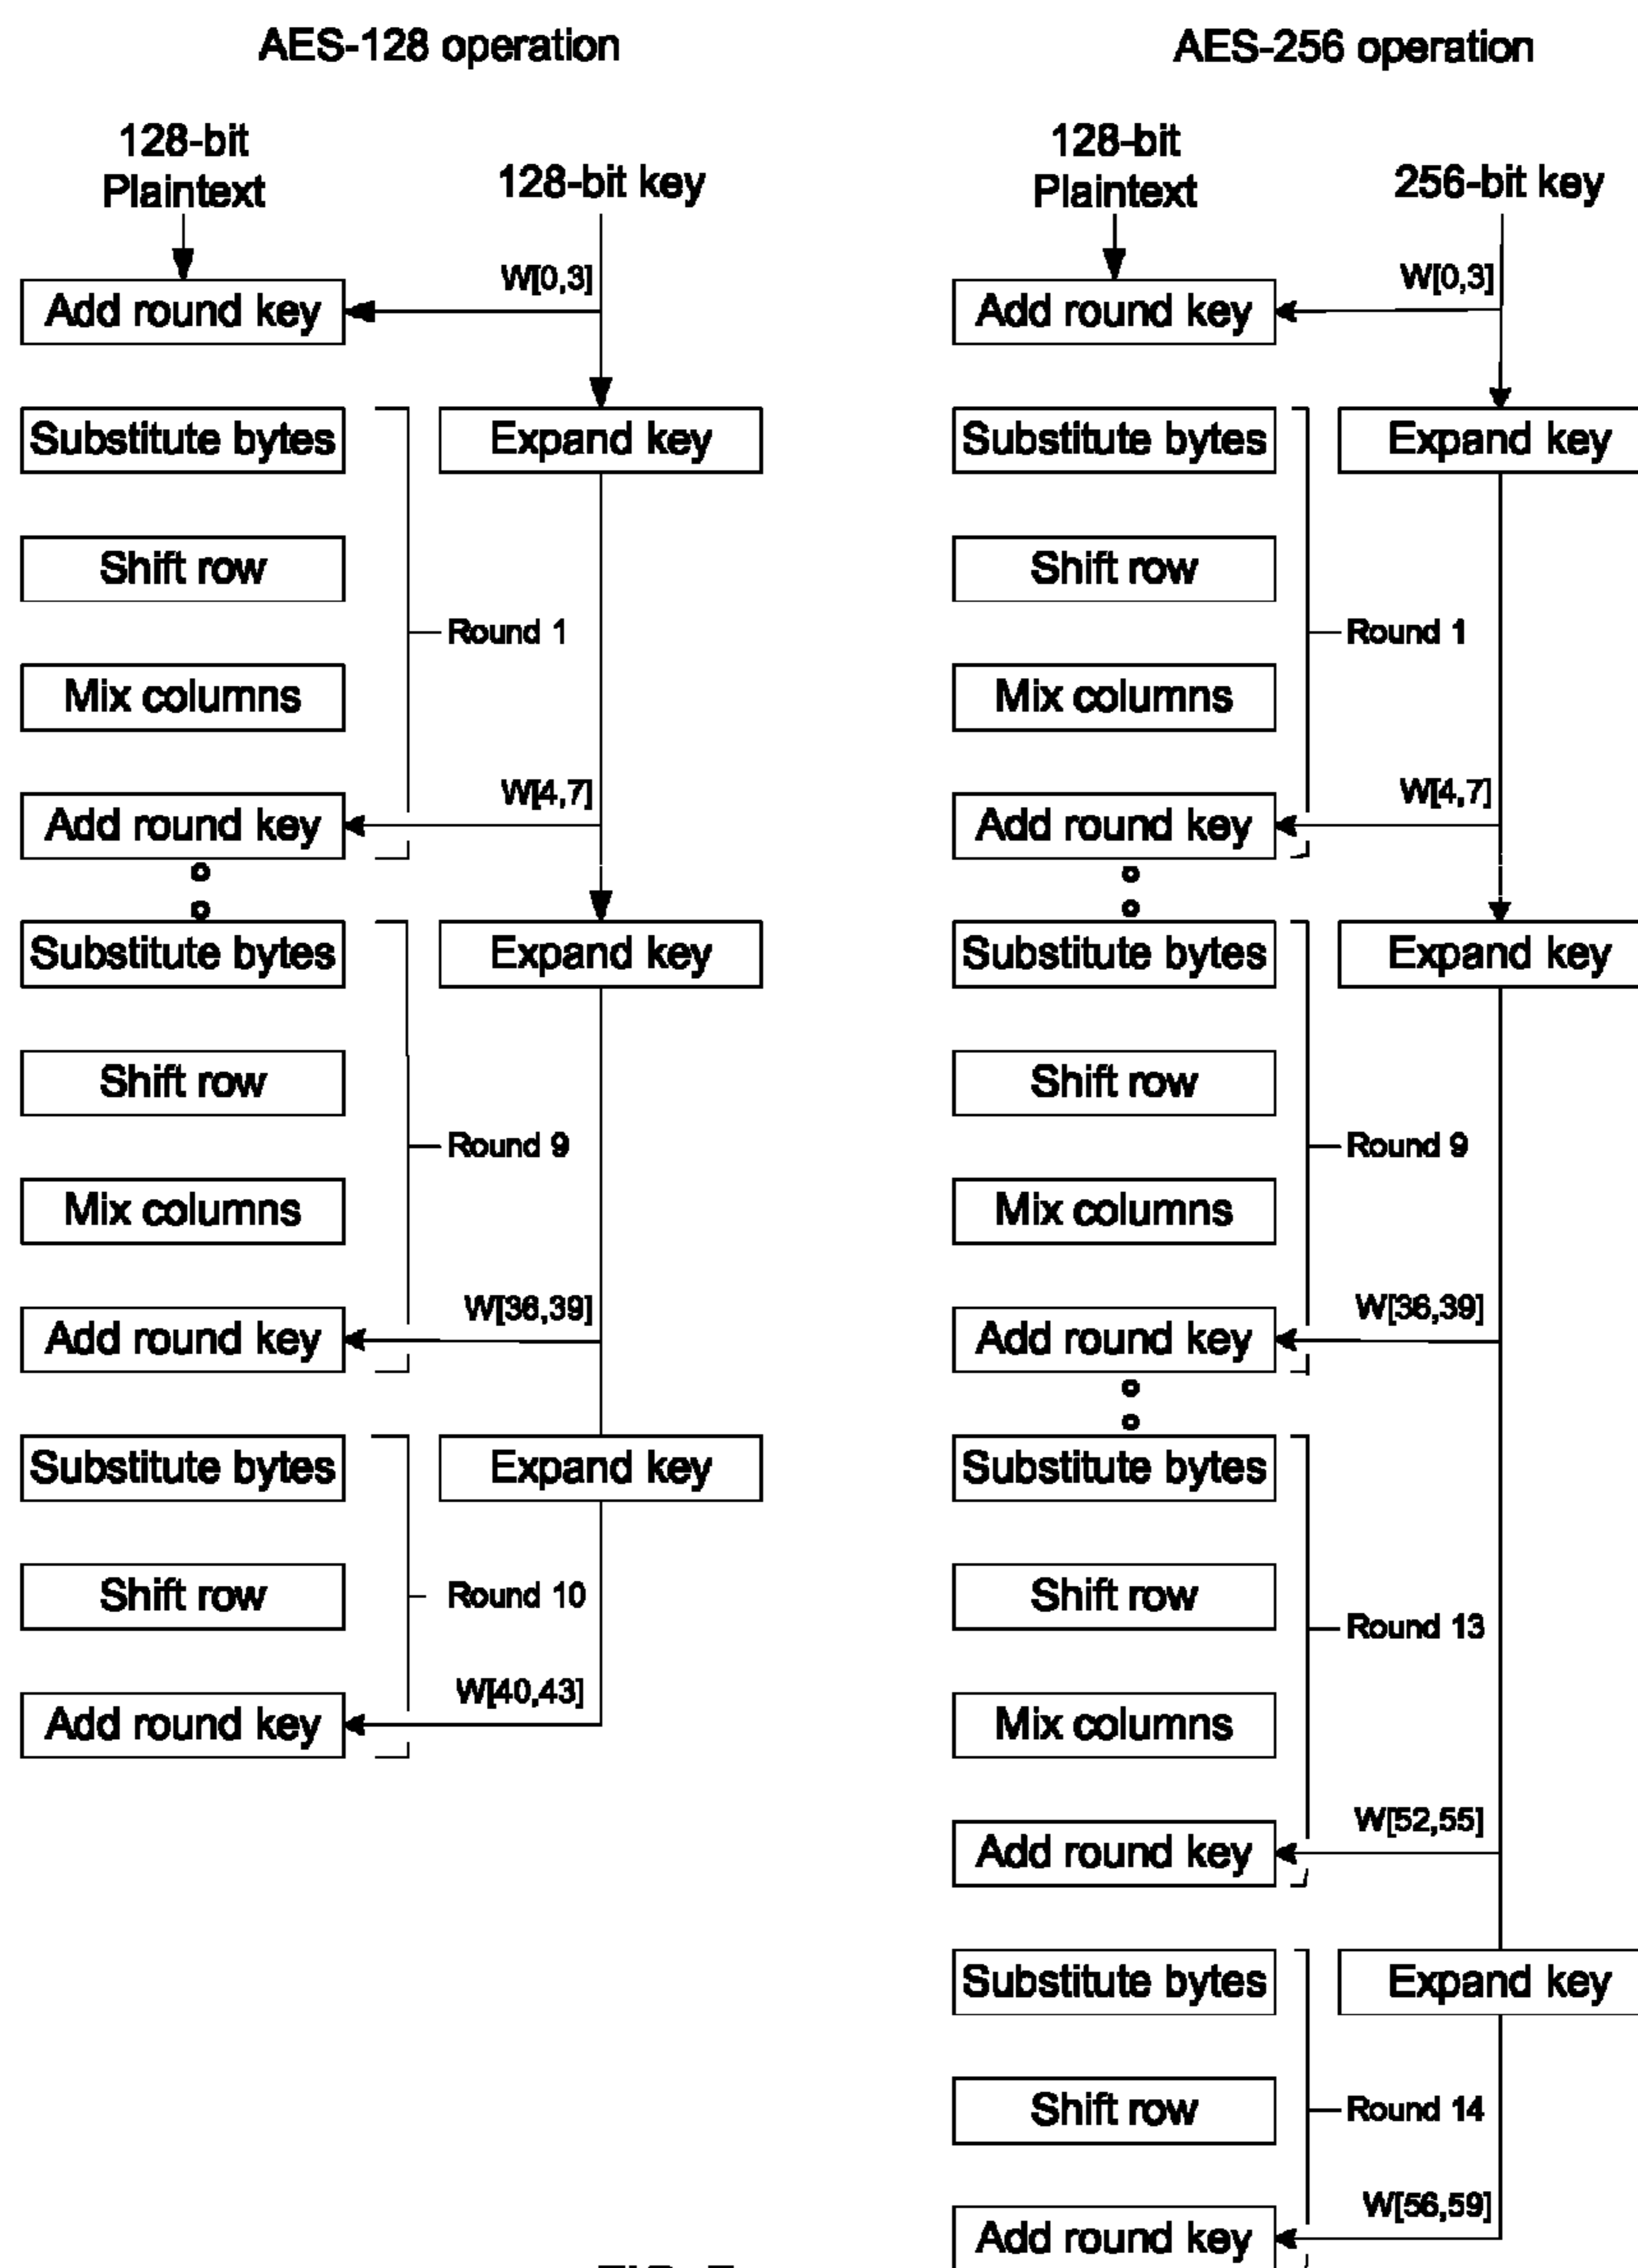 AES-128 operation
128-bit
Plaintext
128-bit key
W[0,3]
Add round key
Substitute bytes
Expand key
Shift row
Round 1
Mix columns
W[4,7]
Add round key
Substitute bytes
Expand key
Shift row
Round 9
Mix columns
W[36,39]
Add round key
Substitute bytes
Expand key
Shift row
Round 10
W[40,43]
Add round key
AES-256 operation
128-bit
Plaintext
256-bit key
W[0,3]
Add round key
Substitute bytes
Expand key
Shift row
Round 1
Mix columns
W[4,7]
Add round key
Substitute bytes
Expand key
Shift row
Round 9
Mix columns
W[36,39]
Add round key
Substitute bytes
Shift row
Round 13
Mix columns
W[52,55]
Add round key
Substitute bytes
Expand key
Shift row
Round 14
W[56,59]
Add round key